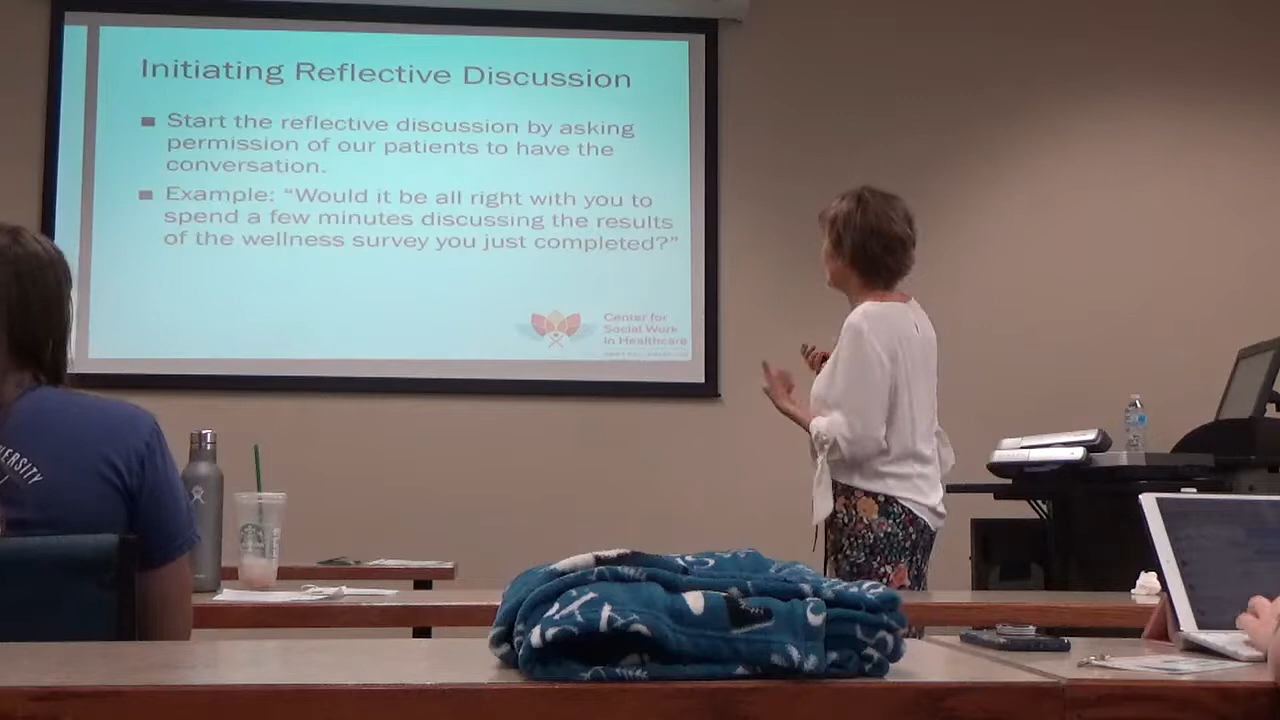 Initiating Reflective Discussion
Start the reflective discussion by asking
permission of our patients to have the
conversation.
Example: “Would it be all right with you to
spend a few minutes discussing the results
of the wellness survey you just completed?”
Center for
Social Work
in Healthcare
ERSITY